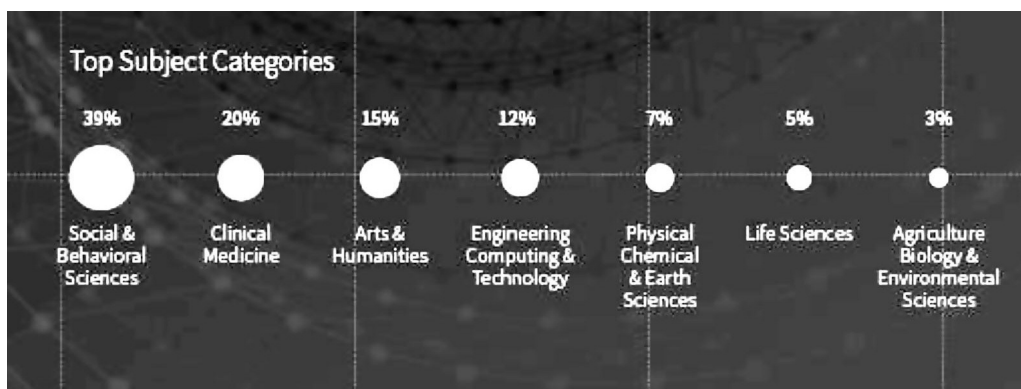 Top Subject Categories
39% 20% 15% 12% 7% 5% 3%
Social & Behavioral Sciences
Clinical Medicine
Arts & Humanities
Engineering Computing & Technology
Physical Chemical & Earth Sciences
Life Sciences
Agriculture Biology & Environmental Sciences